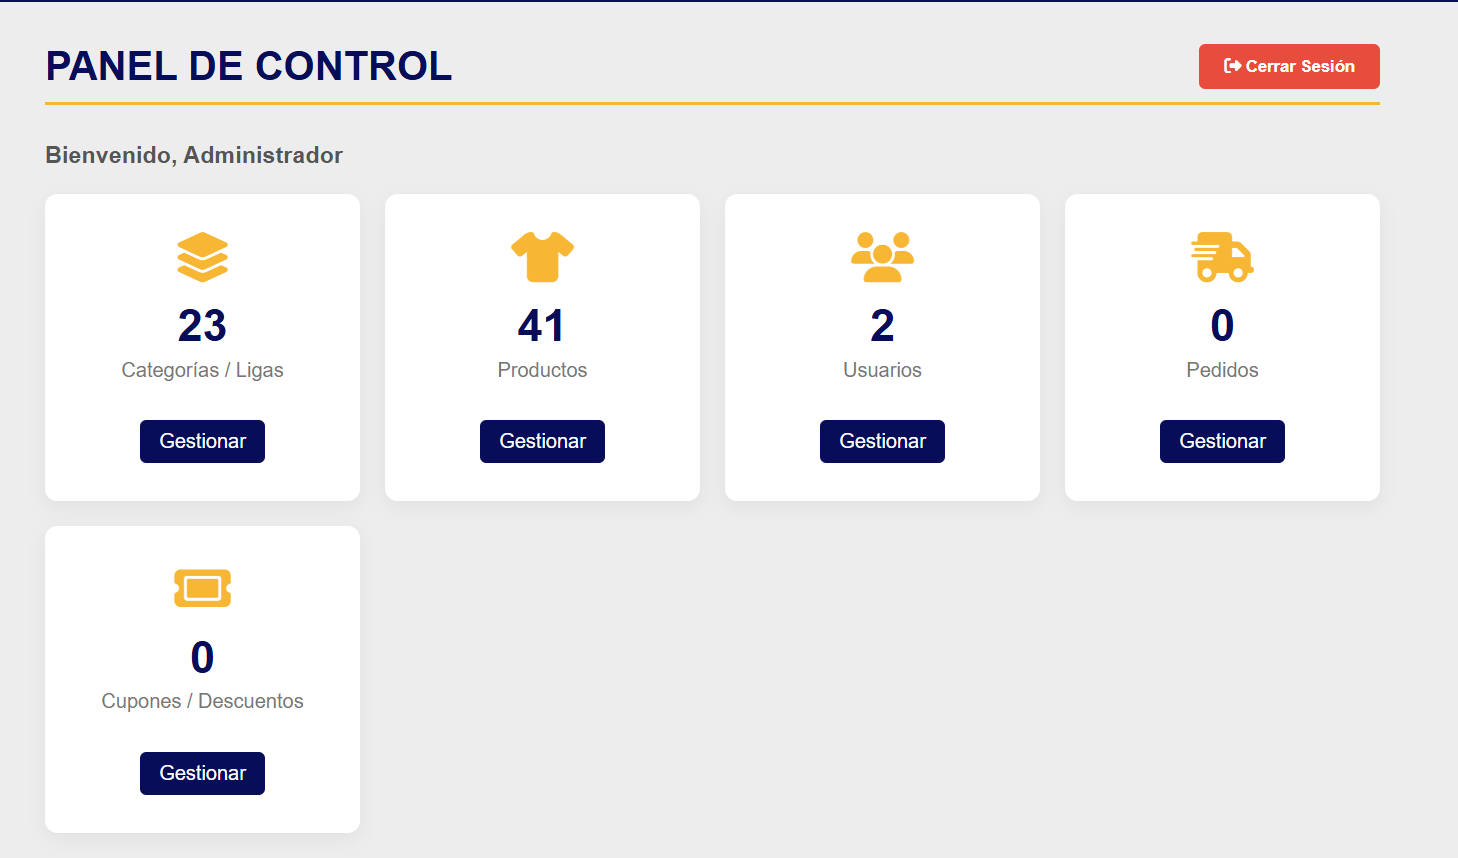 PANEL DE CONTROL
Cerrar Sesión
Bienvenido, Administrador
23
Categorías / Ligas
Gestionar
41
Productos
Gestionar
2
Usuarios
Gestionar
0
Pedidos
Gestionar
0
Cupones / Descuentos
Gestionar